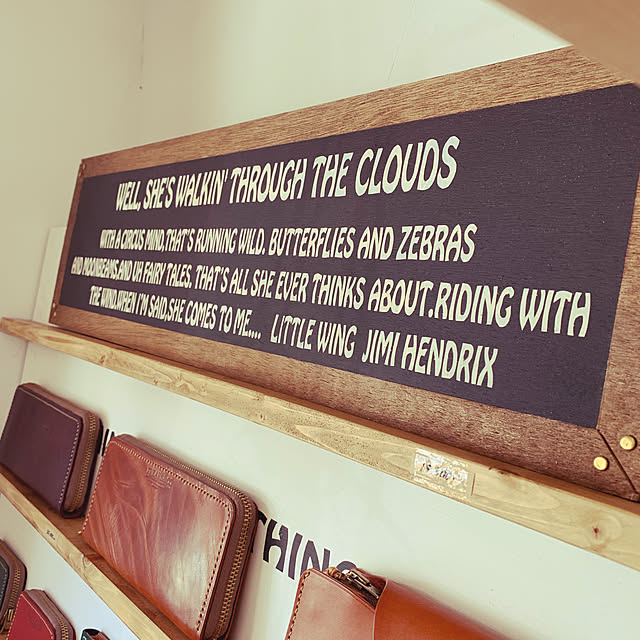 WELL, SHE'S WALKIN' THROUGH THE CLOUDS
WITH A CIRCUS MIND,THAT'S RUNNING WILD. BUTTERFLIES AND ZEBRAS
AND MOONBEANS.AND UH FAIRY TALES. THAT'S ALL SHE EVER THINKS ABOUT.RIDING WITH
THE WIND.WHEN I'M SAID,SHE COMES TO ME.... LITTLE WING JIMI HENDRIX
THING